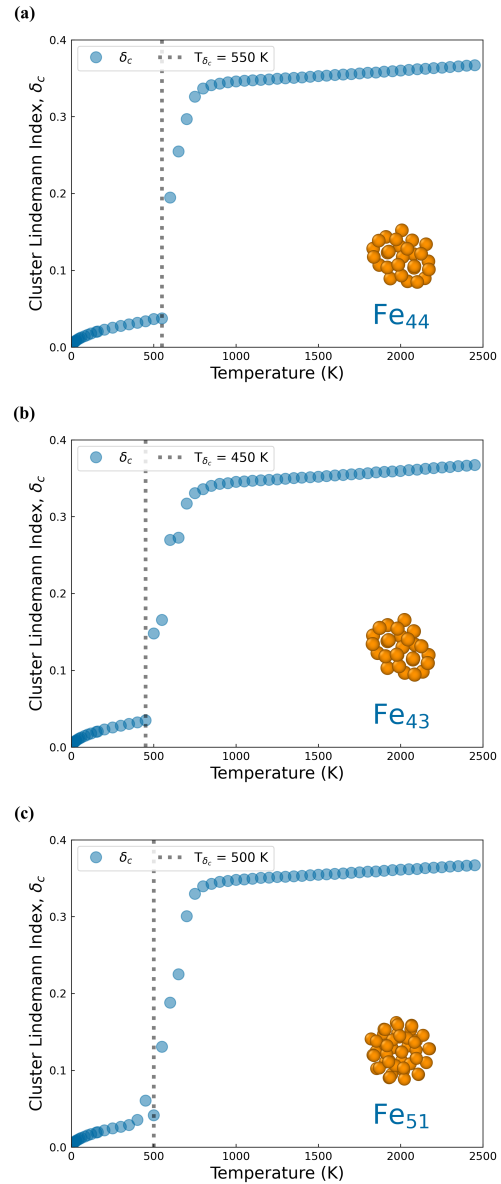 (a)
0.4
0.3
0.2
0.1
0.0
Cluster Lindemann Index, δc
δc
Tδc = 550 K
Fe44
0 500 1000 1500 2000 2500
Temperature (K)
(b)
0.4
0.3
0.2
0.1
0.0
Cluster Lindemann Index, δc
δc
Tδc = 450 K
Fe43
0 500 1000 1500 2000 2500
Temperature (K)
(c)
0.4
0.3
0.2
0.1
0.0
Cluster Lindemann Index, δc
δc
Tδc = 500 K
Fe51
0 500 1000 1500 2000 2500
Temperature (K)